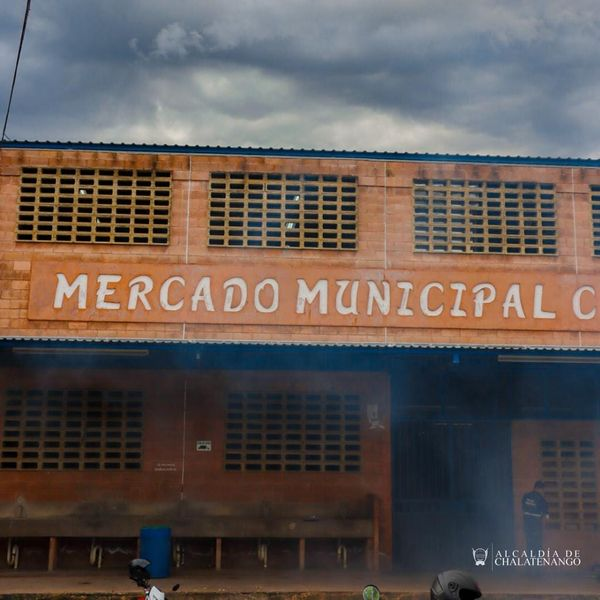 MERCADO MUNICIPAL C
ALCALDÍA DE
CHALATENANGO